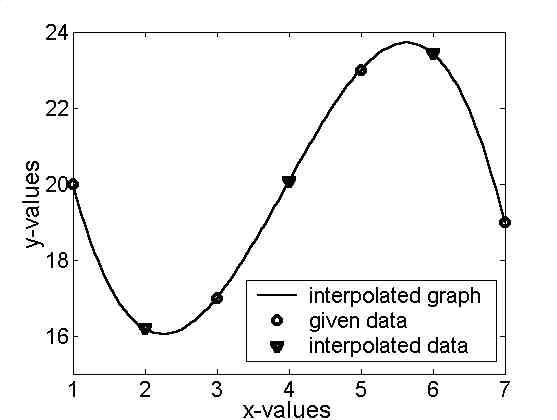 24
22
20
18
16
y-values
interpolated graph
given data
interpolated data
1 2 3 4 5 6 7
x-values